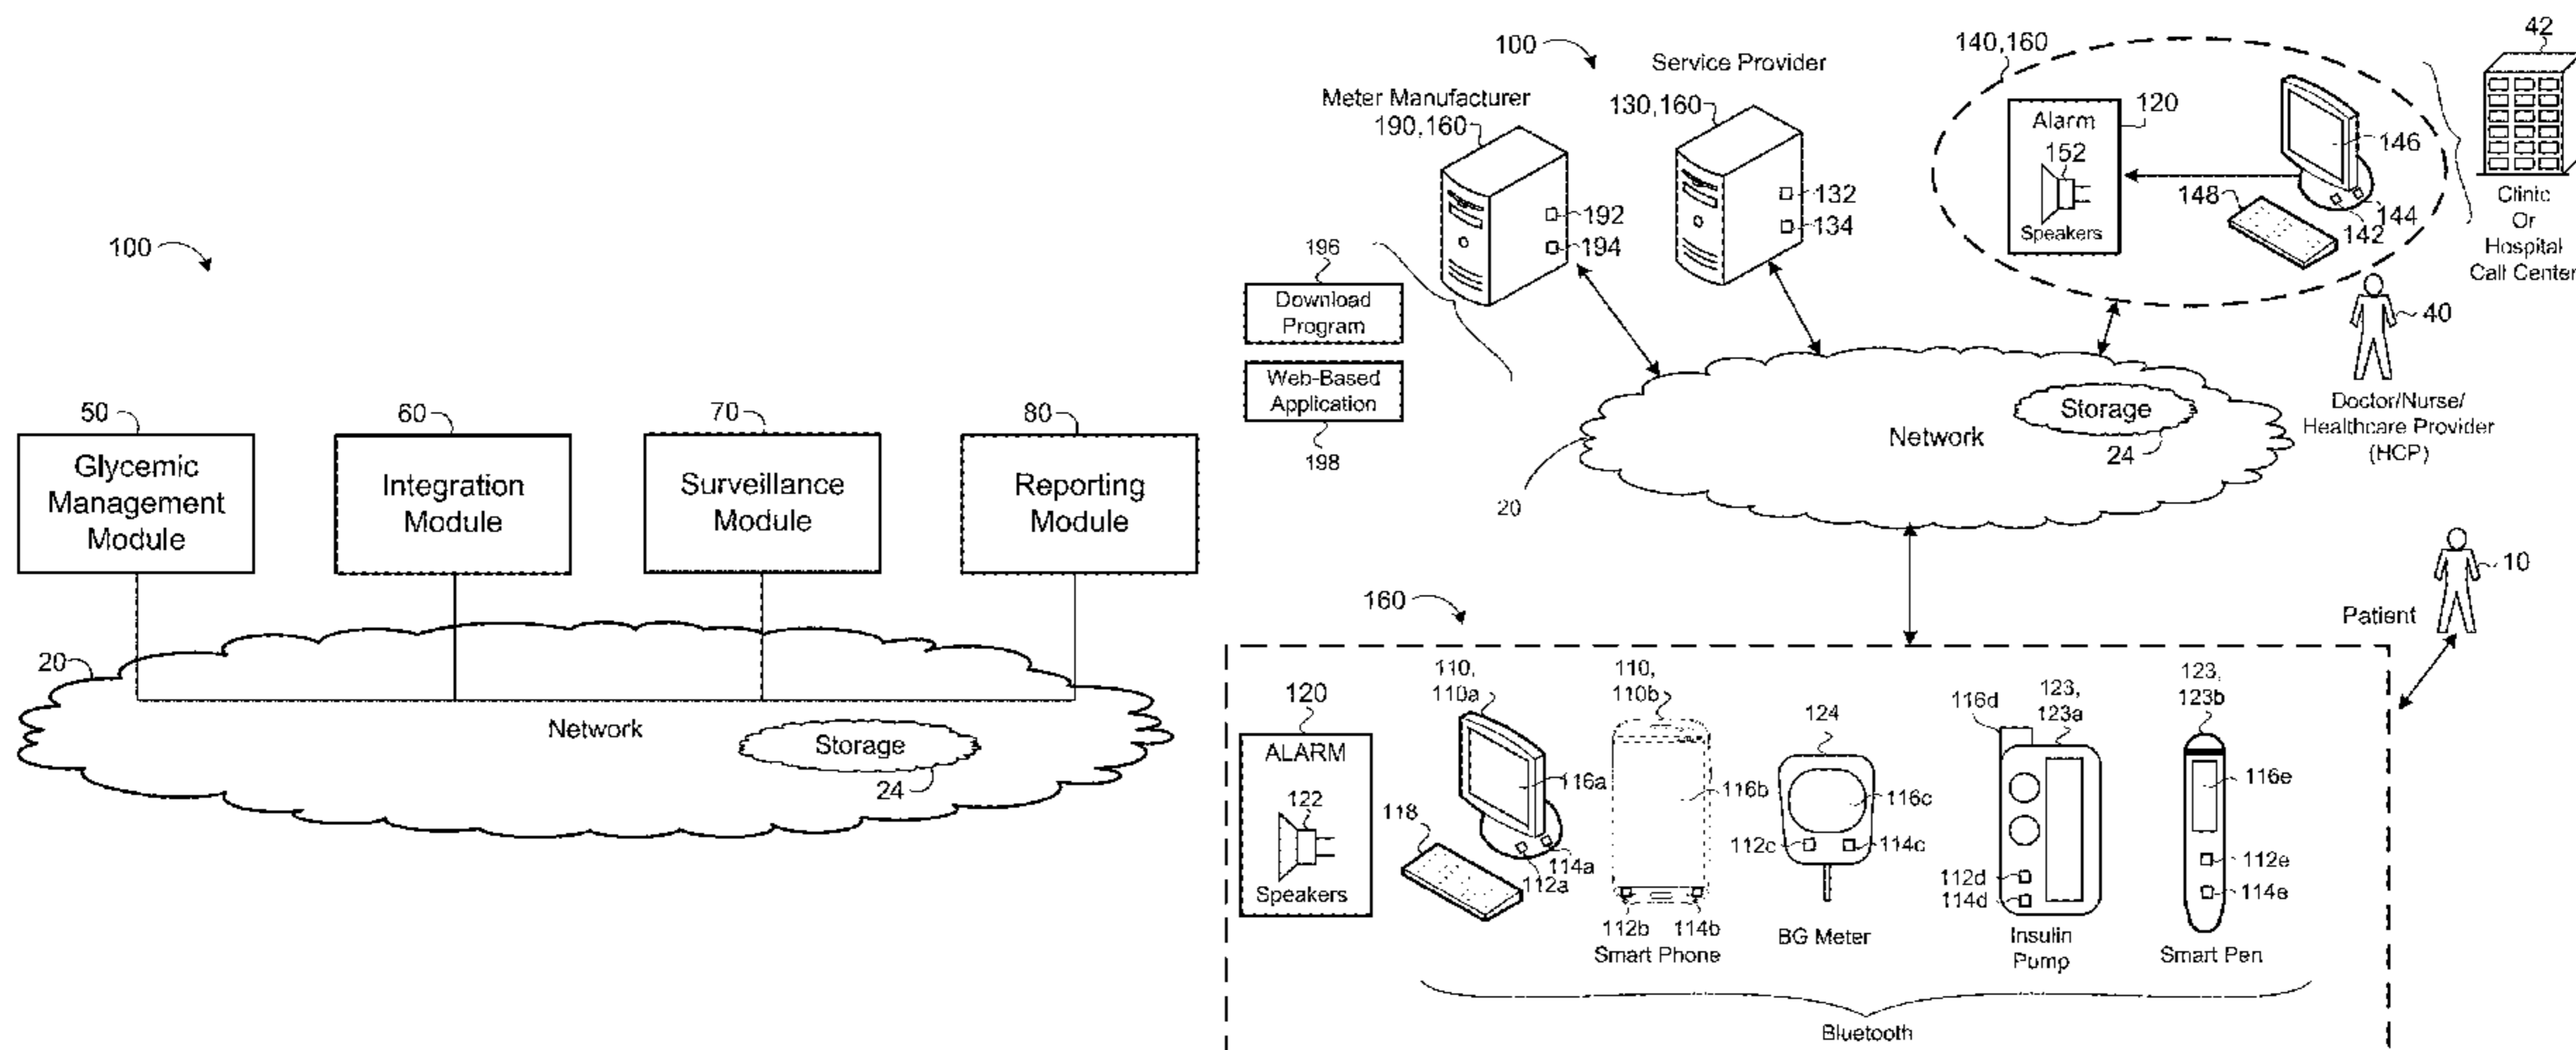 100
50
60
70
80
Glycemic
Management
Module
Integration
Module
Surveillance
Module
Reporting
Module
20
Network
Storage
24
100
Meter Manufacturer
190,160
192
194
196
Download
Program
Web-Based
Application
198
Service Provider
130,160
132
134
140,160
Alarm
152
Speakers
120
146
148
142
144
42
Clinic
Or
Hospital
Call Center
40
Doctor/Nurse/
Healthcare Provider
(HCP)
Network
Storage
24
20
10
Patient
160
120
ALARM
122
Speakers
110,
110a
116a
118
112a
114a
110,
110b
116b
112b
114b
Smart Phone
124
116c
112c
114c
BG Meter
116d
123,
123a
112d
114d
Insulin
Pump
123,
123b
116e
112e
114e
Smart Pen
Bluetooth